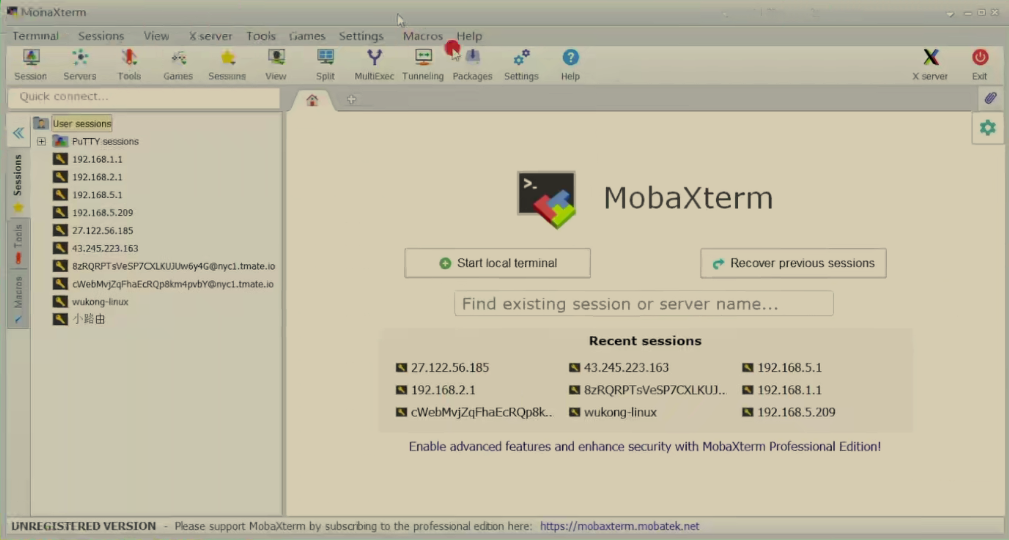 MobaXterm
Terminal Sessions View X server Tools Games Settings Macros Help
Session Servers Tools Games Sessions View Split MultiExec Tunneling Packages Settings Help X server Exit
Quick connect...
User sessions
PuTTY sessions
192.168.1.1
192.168.2.1
192.168.5.1
192.168.5.209
27.122.56.185
43.245.223.163
8zRQRPTsVeSP7CXLKUJUw6y4G@nyc1.tmate.io
cWebMvjZqFhaEcRQp8km4pvbY@nyc1.tmate.io
wukong-linux
小路由
Sessions
Tools
Macros
>_
MobaXterm
Start local terminal Recover previous sessions
Find existing session or server name...
Recent sessions
27.122.56.185 43.245.223.163 192.168.5.1
192.168.2.1 8zRQRPTsVeSP7CXLKUJ.. 192.168.1.1
cWebMvjZqFhaEcRQp8k.. wukong-linux 192.168.5.209
Enable advanced features and enhance security with MobaXterm Professional Edition!
UNREGISTERED VERSION - Please support MobaXterm by subscribing to the professional edition here: https://mobaxterm.mobatek.net